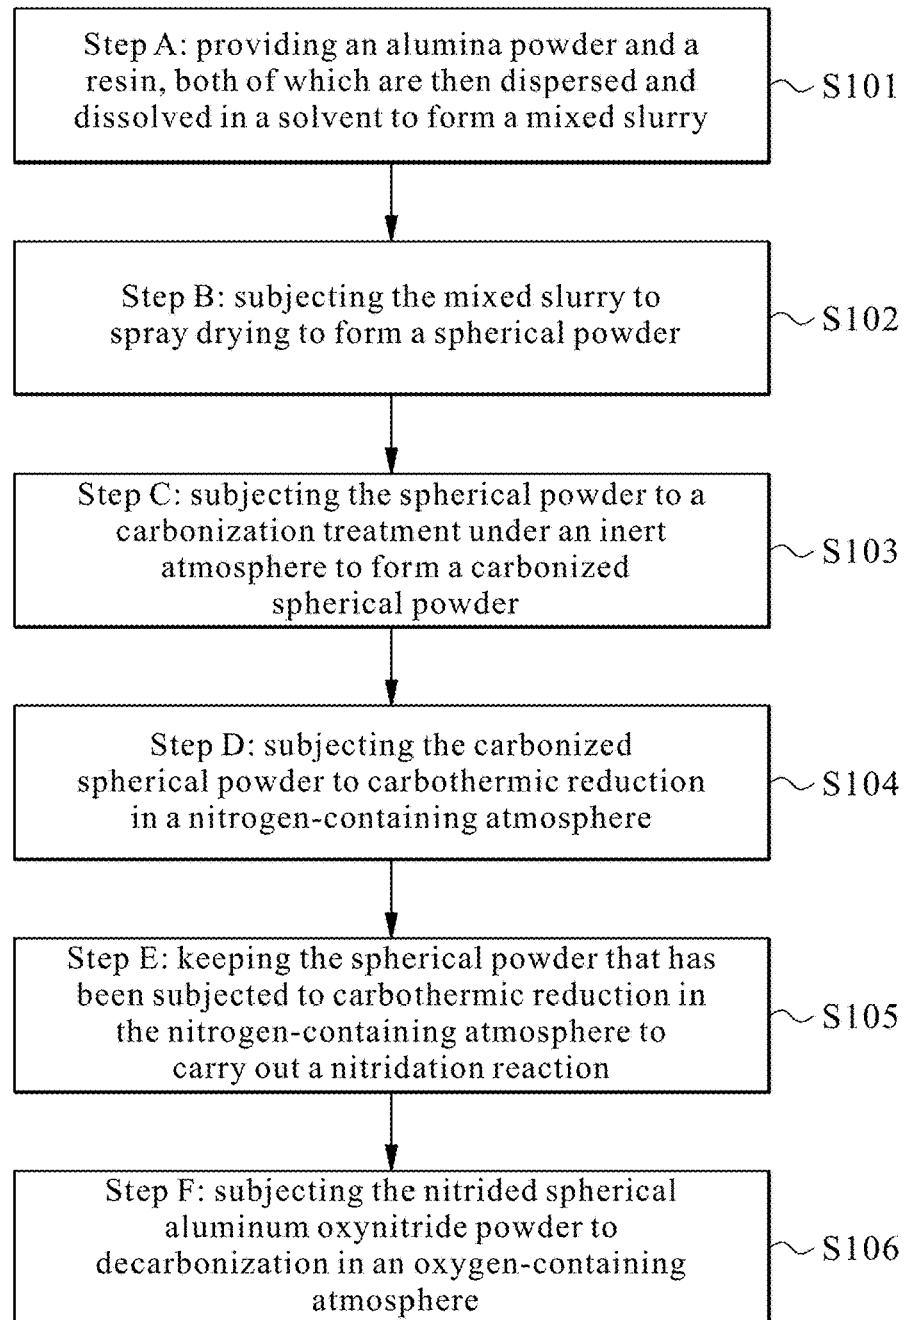 Step A: providing an alumina powder and a
resin, both of which are then dispersed and
dissolved in a solvent to form a mixed slurry
S101
Step B: subjecting the mixed slurry to
spray drying to form a spherical powder
S102
Step C: subjecting the spherical powder to a
carbonization treatment under an inert
atmosphere to form a carbonized
spherical powder
S103
Step D: subjecting the carbonized
spherical powder to carbothermic reduction
in a nitrogen-containing atmosphere
S104
Step E: keeping the spherical powder that has
been subjected to carbothermic reduction in
the nitrogen-containing atmosphere to
carry out a nitridation reaction
S105
Step F: subjecting the nitrided spherical
aluminum oxynitride powder to
decarbonization in an oxygen-containing
atmosphere
S106